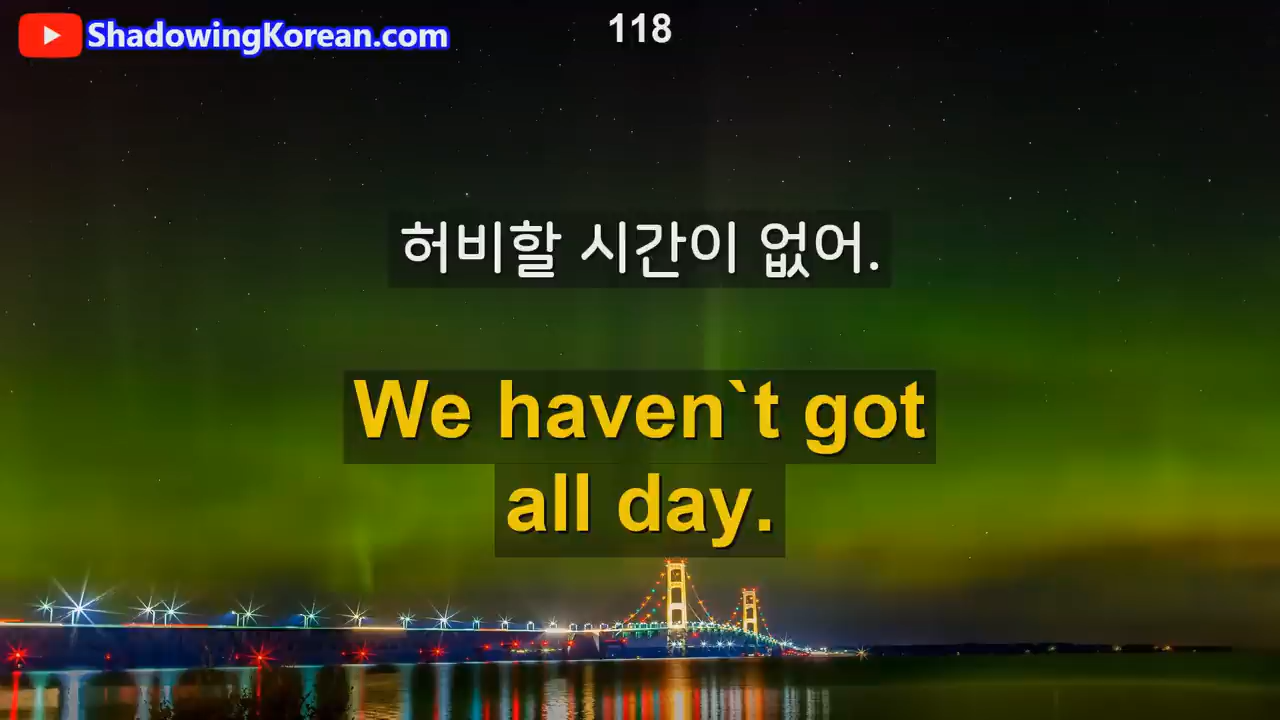 ShadowingKorean.com
118
허비할 시간이 없어.
We haven`t got
all day.